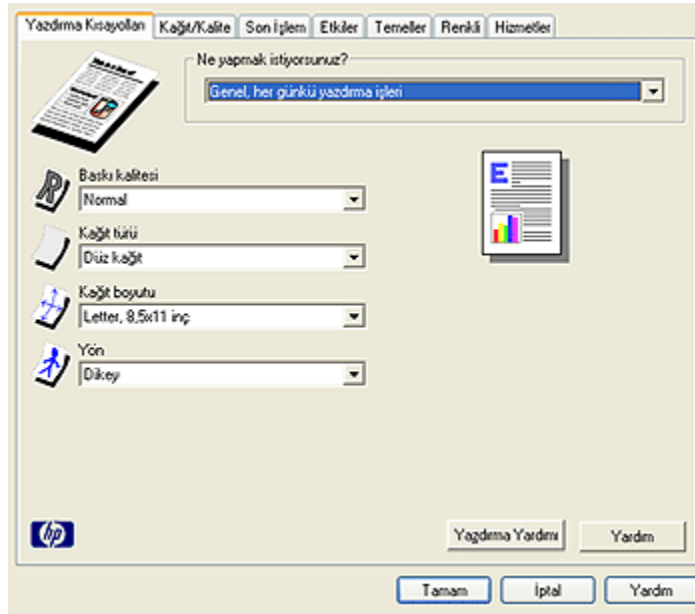 Yazdırma Kısayolları Kağıt/Kalite Son İşlem Etkiler Temeller Renkli Hizmetler
Ne yapmak istiyorsunuz?
Genel, her günkü yazdırma işleri
Baskı kalitesi
Normal
Kağıt türü
Düz kağıt
Kağıt boyutu
Letter, 8,5x11 inç
Yön
Dikey
E
hp
Yazdırma Yardımı Yardım
Tamam İptal Yardım